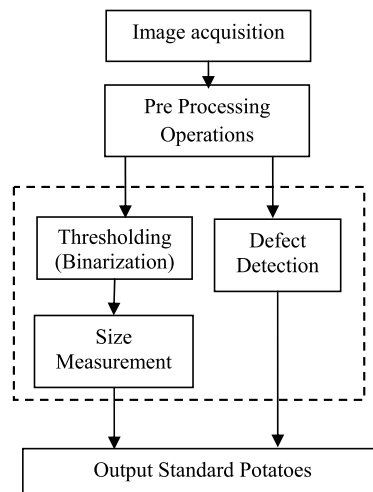 Image acquisition
Pre Processing
Operations
Thresholding
(Binarization)
Defect
Detection
Size
Measurement
Output Standard Potatoes